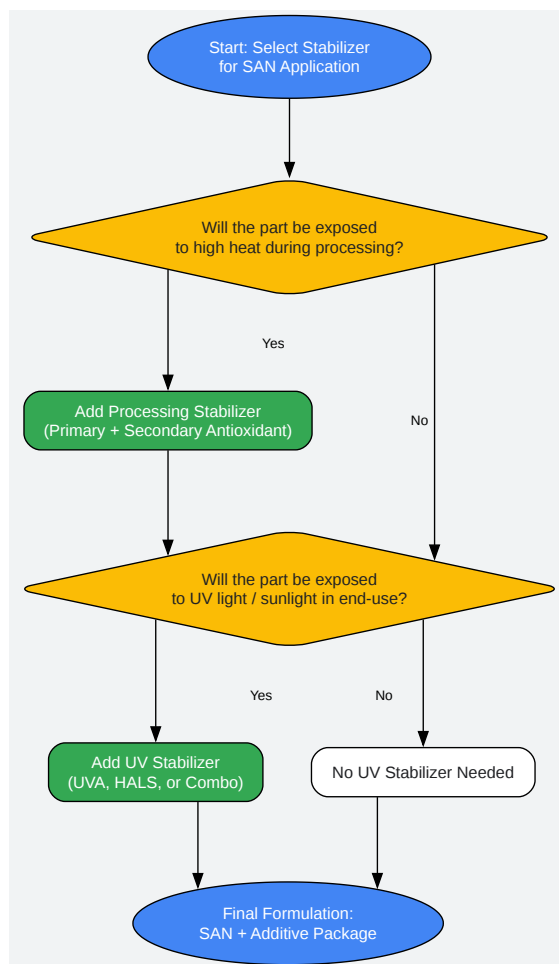 Start: Select Stabilizer
for SAN Application
Will the part be exposed
to high heat during processing?
Yes
Add Processing Stabilizer
(Primary + Secondary Antioxidant)
No
Will the part be exposed
to UV light / sunlight in end-use?
Yes
No
Add UV Stabilizer
(UVA, HALS, or Combo)
No UV Stabilizer Needed
Final Formulation:
SAN + Additive Package